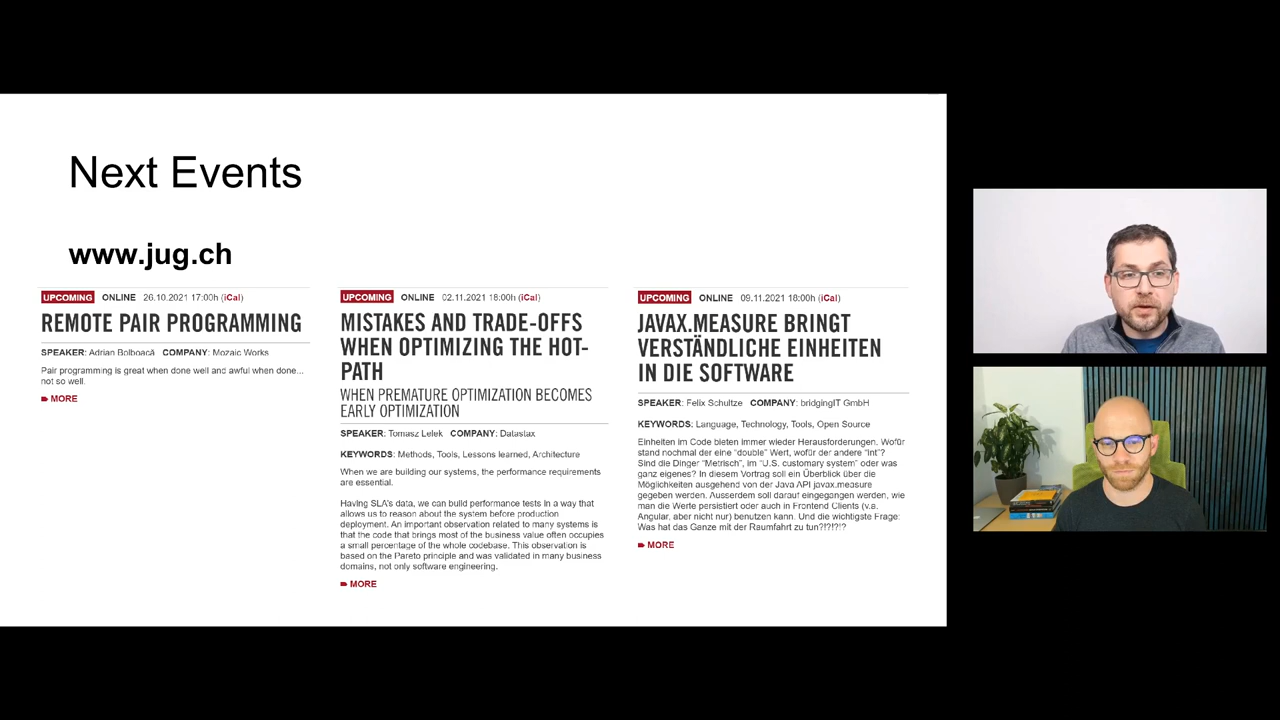 Next Events
www.jug.ch
UPCOMING ONLINE 26.10.2021 17:00h (iCal)
REMOTE PAIR PROGRAMMING
SPEAKER: Adrian Bolboacă COMPANY: Mozaic Works
Pair programming is great when done well and awful when done...
not so well.
MORE
UPCOMING ONLINE 02.11.2021 18:00h (iCal)
MISTAKES AND TRADE-OFFS
WHEN OPTIMIZING THE HOT-
PATH
WHEN PREMATURE OPTIMIZATION BECOMES
EARLY OPTIMIZATION
SPEAKER: Tomasz Lelek COMPANY: Datastax
KEYWORDS: Methods, Tools, Lessons learned, Architecture
When we are building our systems, the performance requirements
are essential.
Having SLA's data, we can build performance tests in a way that
allows us to reason about the system before production
deployment. An important observation related to many systems is
that the code that brings most of the business value often occupies
a small percentage of the whole codebase. This observation is
based on the Pareto principle and was validated in many business
domains, not only software engineering.
MORE
UPCOMING ONLINE 09.11.2021 18:00h (iCal)
JAVAX.MEASURE BRINGT
VERSTÄNDLICHE EINHEITEN
IN DIE SOFTWARE
SPEAKER: Felix Schultze COMPANY: bridgingIT GmbH
KEYWORDS: Language, Technology, Tools, Open Source
Einheiten im Code bieten immer wieder Herausforderungen. Wofür
stand nochmal der eine "double" Wert, wofür der andere "Int"?
Sind die Dinger "Metrisch", im "U.S. customary system" oder was
ganz eigenes? In diesem Vortrag soll ein Überblick über die
Möglichkeiten ausgehend von der Java API javax.measure
gegeben werden. Ausserdem soll darauf eingegangen werden, wie
man die Werte persistiert oder auch in Frontend Clients (v.a.
Angular, aber nicht nur) benutzen kann. Und die wichtigste Frage:
Was hat das Ganze mit der Raumfahrt zu tun?!?!?!?
MORE